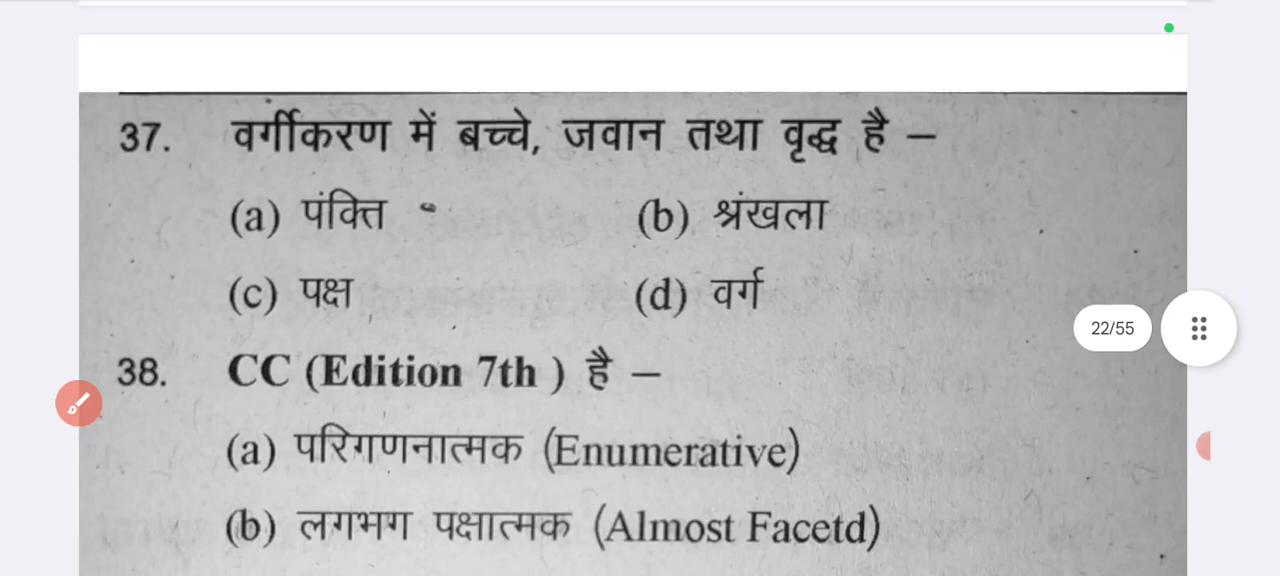 37. वर्गीकरण में बच्चे, जवान तथा वृद्ध है –
(a) पंक्ति (b) श्रंखला
(c) पक्ष (d) वर्ग
22/55
38. CC (Edition 7th ) है –
(a) परिगणनात्मक (Enumerative)
(b) लगभग पक्षात्मक (Almost Facetd)